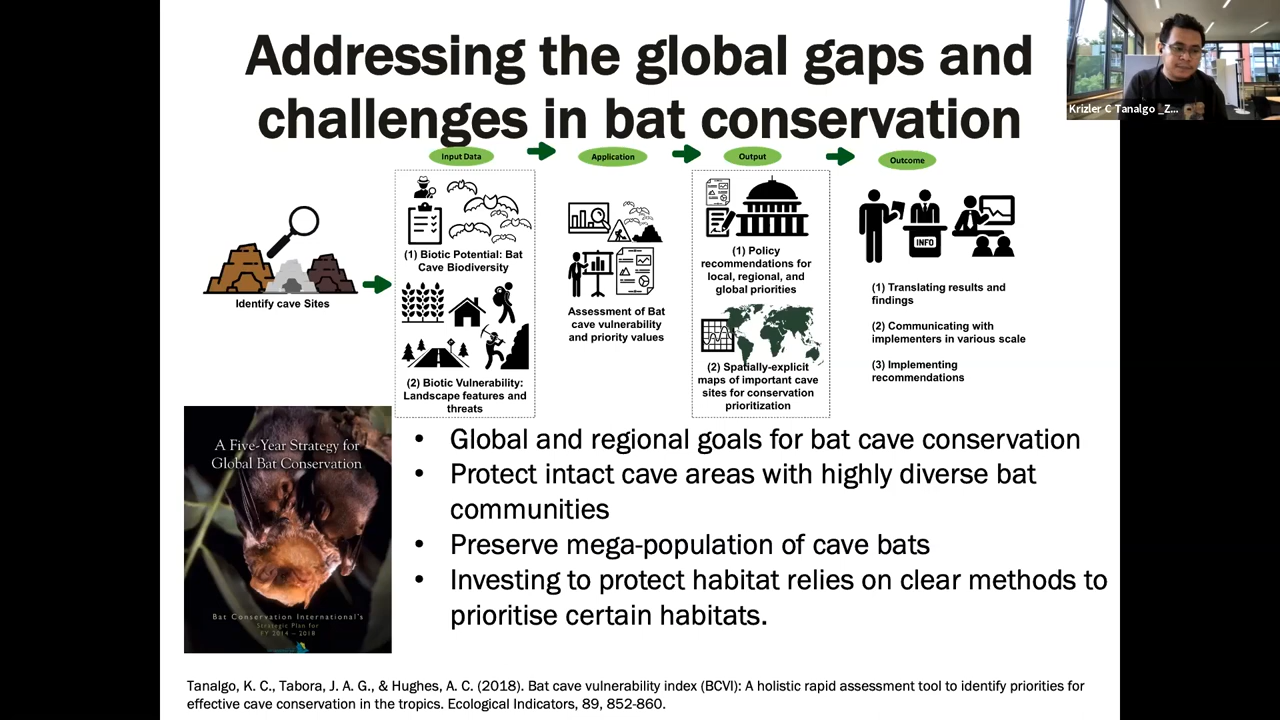 Addressing the global gaps and
challenges in bat conservation
Krizler C Tanalgo _Z...
Input Data
Application
Output
Outcome
Identify cave Sites
(1) Biotic Potential: Bat
Cave Biodiversity
(2) Biotic Vulnerability:
Landscape features and
threats
Assessment of Bat
cave vulnerability
and priority values
(1) Policy
recommendations for
local, regional, and
global priorities
(2) Spatially-explicit
maps of important cave
sites for conservation
prioritization
INFO
(1) Translating results and
findings
(2) Communicating with
implementers in various scale
(3) Implementing
recommendations
A Five-Year Strategy for
Global Bat Conservation
Bat Conservation International's
Strategic Plan for
FY 2014 – 2018
• Global and regional goals for bat cave conservation
• Protect intact cave areas with highly diverse bat
communities
• Preserve mega-population of cave bats
• Investing to protect habitat relies on clear methods to
prioritise certain habitats.
Tanalgo, K. C., Tabora, J. A. G., & Hughes, A. C. (2018). Bat cave vulnerability index (BCVI): A holistic rapid assessment tool to identify priorities for
effective cave conservation in the tropics. Ecological Indicators, 89, 852-860.